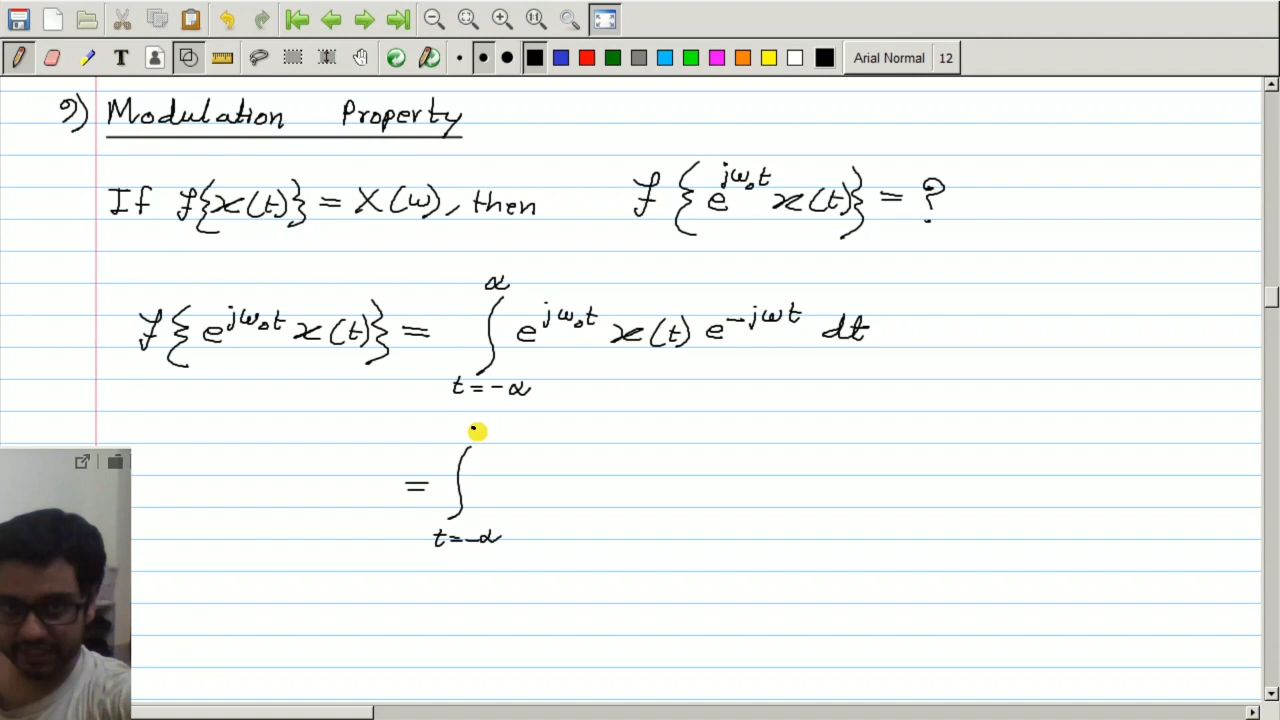 Arial Normal 12
9) Modulation Property
If F{x(t)} = X(ω), then F{e^{jω₀t} x(t)} = ?
F{e^{jω₀t} x(t)} = ∫_{t=-∞}^{∞} e^{jω₀t} x(t) e^{-jωt} dt
= ∫_{t=-∞}